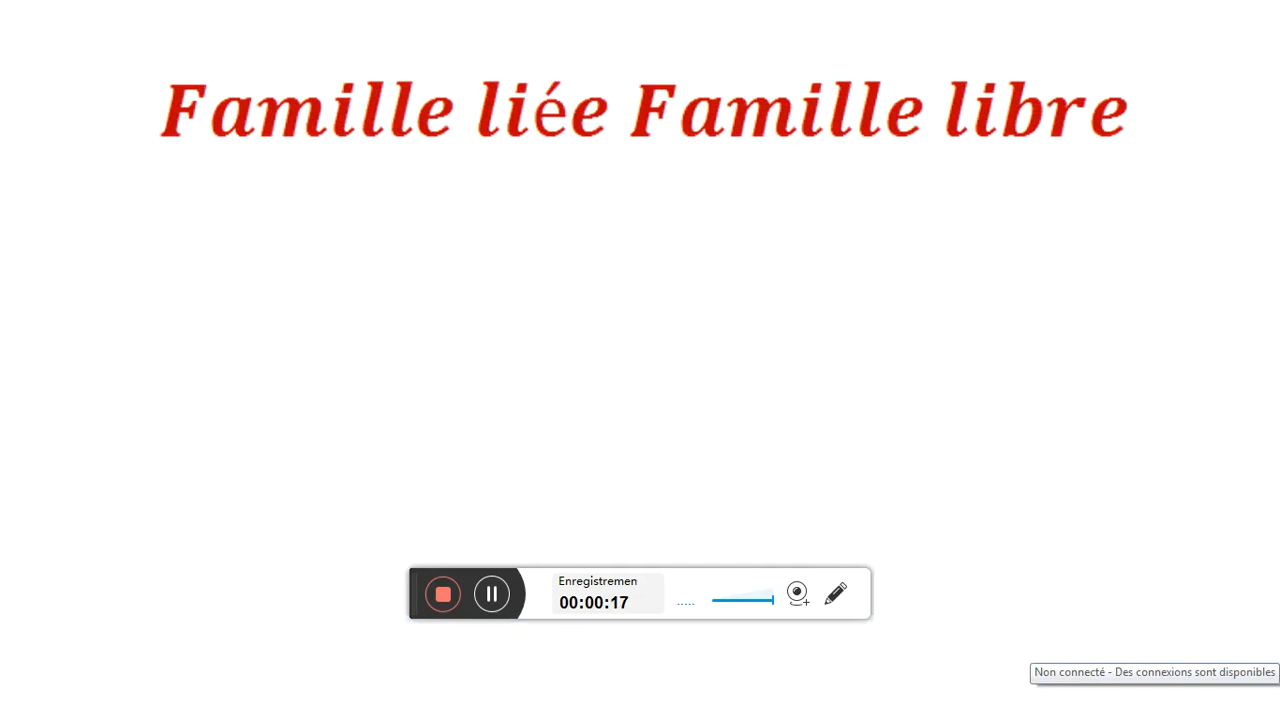 Famille liée Famille libre
Enregistremen
00:00:17
.....
Non connecté - Des connexions sont disponibles